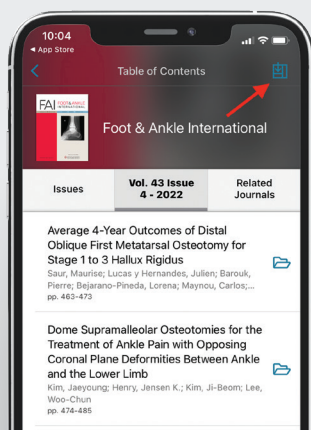 10:04
◀ App Store
Table of Contents
FAI FOOT & ANKLE
INTERNATIONAL
Foot & Ankle International
Issues
Vol. 43 Issue
4 - 2022
Related
Journals
Average 4-Year Outcomes of Distal
Oblique First Metatarsal Osteotomy for
Stage 1 to 3 Hallux Rigidus
Saur, Maurise; Lucas y Hernandes, Julien; Barouk,
Pierre; Bejarano-Pineda, Lorena; Maynou, Carlos;...
pp. 463-473
Dome Supramalleolar Osteotomies for the
Treatment of Ankle Pain with Opposing
Coronal Plane Deformities Between Ankle
and the Lower Limb
Kim, Jaeyoung; Henry, Jensen K.; Kim, Ji-Beom; Lee,
Woo-Chun
pp. 474-485